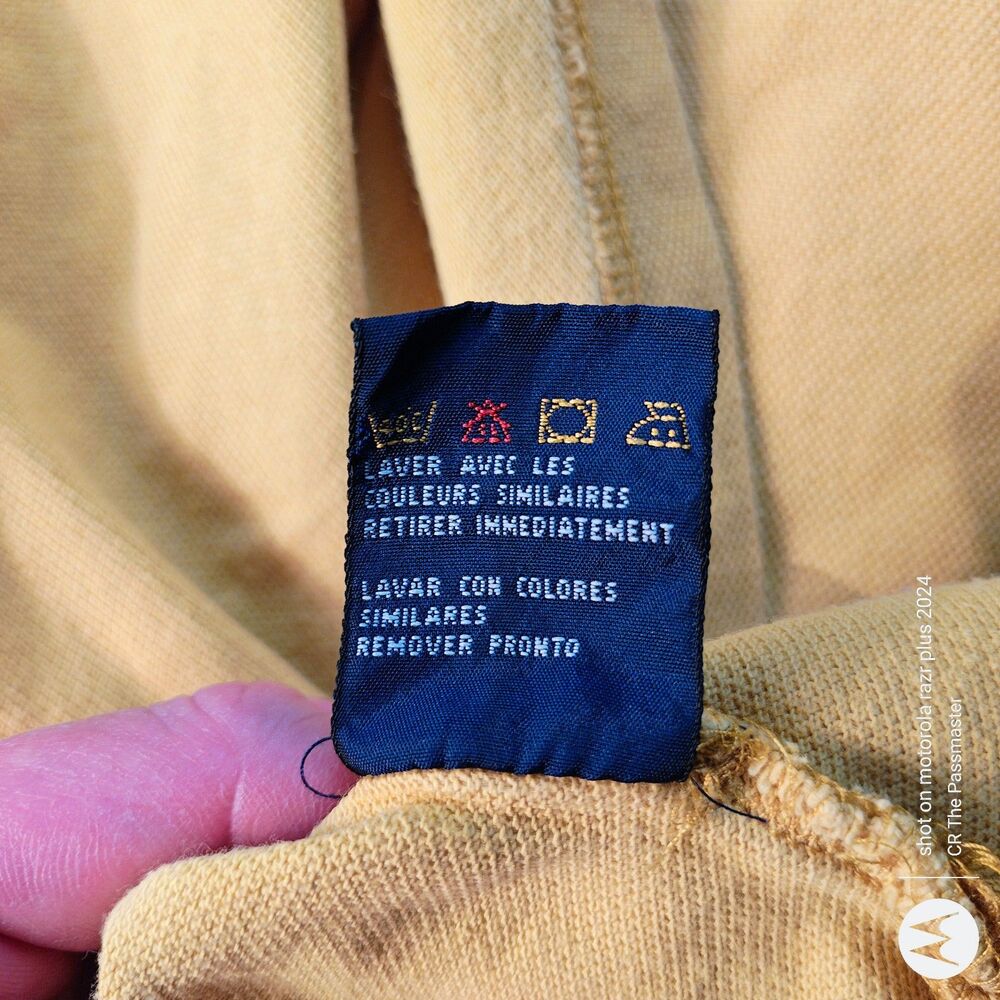 40C
LAVER AVEC LES
COULEURS SIMILAIRES
RETIRER IMMEDIATEMENT
LAVAR CON COLORES
SIMILARES
REMOVER PRONTO
shot on motorola razr plus 2024
CR The Passmaster